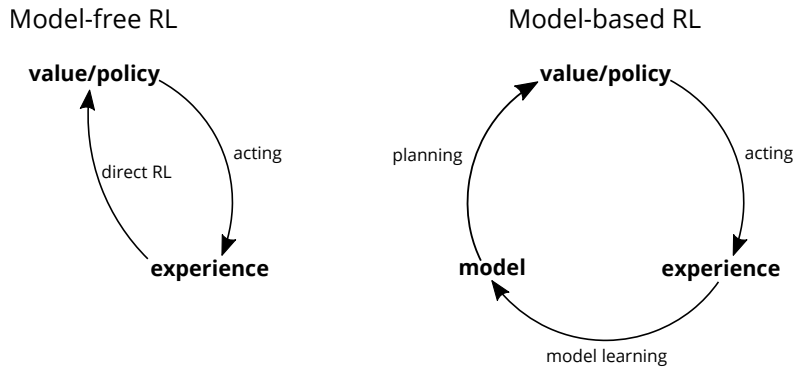 Model-free RL
value/policy
acting
direct RL
experience
Model-based RL
value/policy
planning
acting
model
experience
model learning